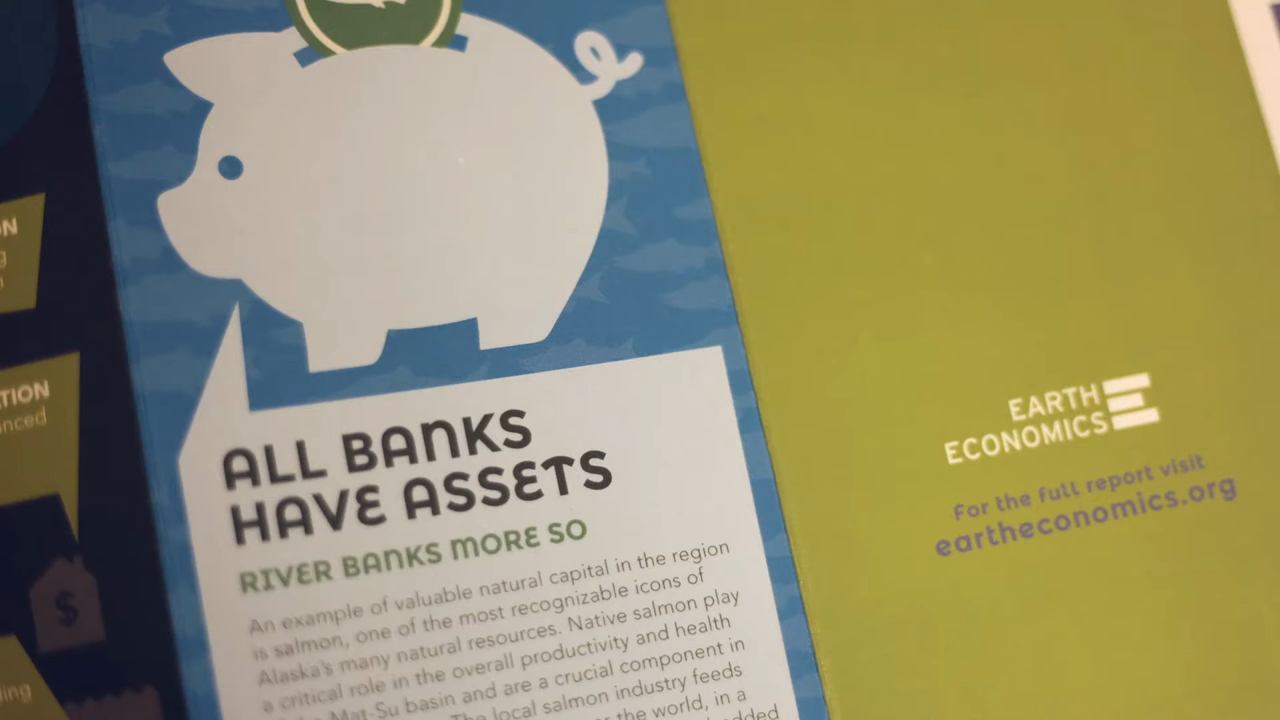 TION
nced
$
ling
ALL BANKS
HAVE ASSETS
RIVER BANKS MORE SO
An example of valuable natural capital in the region
is salmon, one of the most recognizable icons of
Alaska's many natural resources. Native salmon play
a critical role in the overall productivity and health
Mat-Su basin and are a crucial component in
The local salmon industry feeds
the world, in a
EARTH
ECONOMICS
For the full report visit
eartheconomics.org